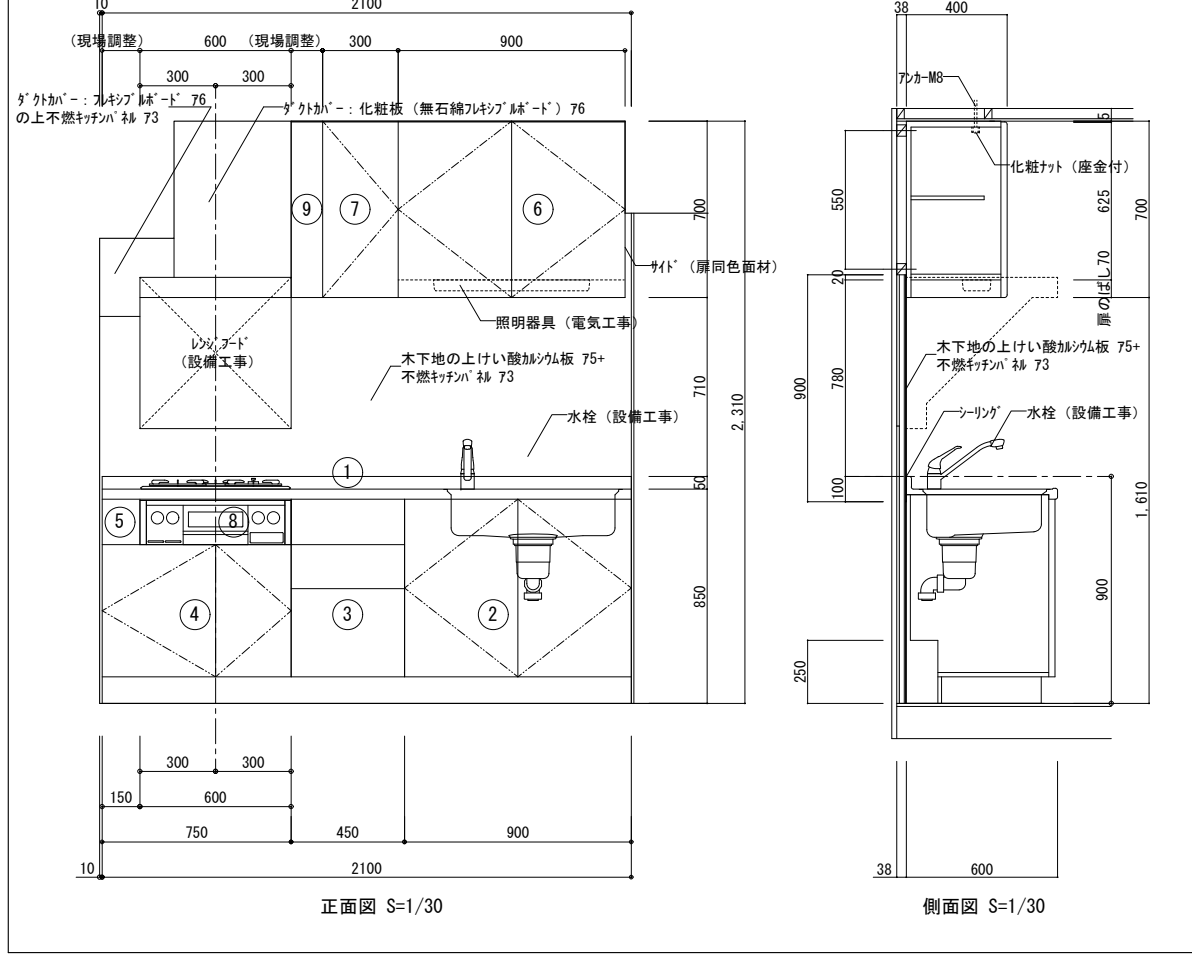 10
2100
(現場調整)
600
(現場調整)
300
900
300
300
ﾀﾞｸﾄｶﾊﾞｰ：ﾌﾚｷｼﾌﾞﾙﾎﾞｰﾄﾞ ｱ6
の上不燃ｷｯﾁﾝﾊﾟﾈﾙ ｱ3
ﾀﾞｸﾄｶﾊﾞｰ：化粧板（無石綿ﾌﾚｷｼﾌﾞﾙﾎﾞｰﾄﾞ）ｱ6
9
7
6
700
ｻｲﾄﾞ（扉同色面材）
照明器具（電気工事）
ﾚﾝｼﾞﾌｰﾄﾞ
（設備工事）
木下地の上けい酸ｶﾙｼｳﾑ板 ｱ5+
不燃ｷｯﾁﾝﾊﾟﾈﾙ ｱ3
710
2,310
水栓（設備工事）
1
50
5
8
4
3
2
850
300
300
150
600
750
450
900
10
2100
正面図 S=1/30
38
400
ｱﾝｶｰM8
5
化粧ﾅｯﾄ（座金付）
550
625
700
20
扉のばし70
木下地の上けい酸ｶﾙｼｳﾑ板 ｱ5+
不燃ｷｯﾁﾝﾊﾟﾈﾙ ｱ3
900
780
ｼｰﾘﾝｸﾞ
水栓（設備工事）
100
1,610
900
250
38
600
側面図 S=1/30